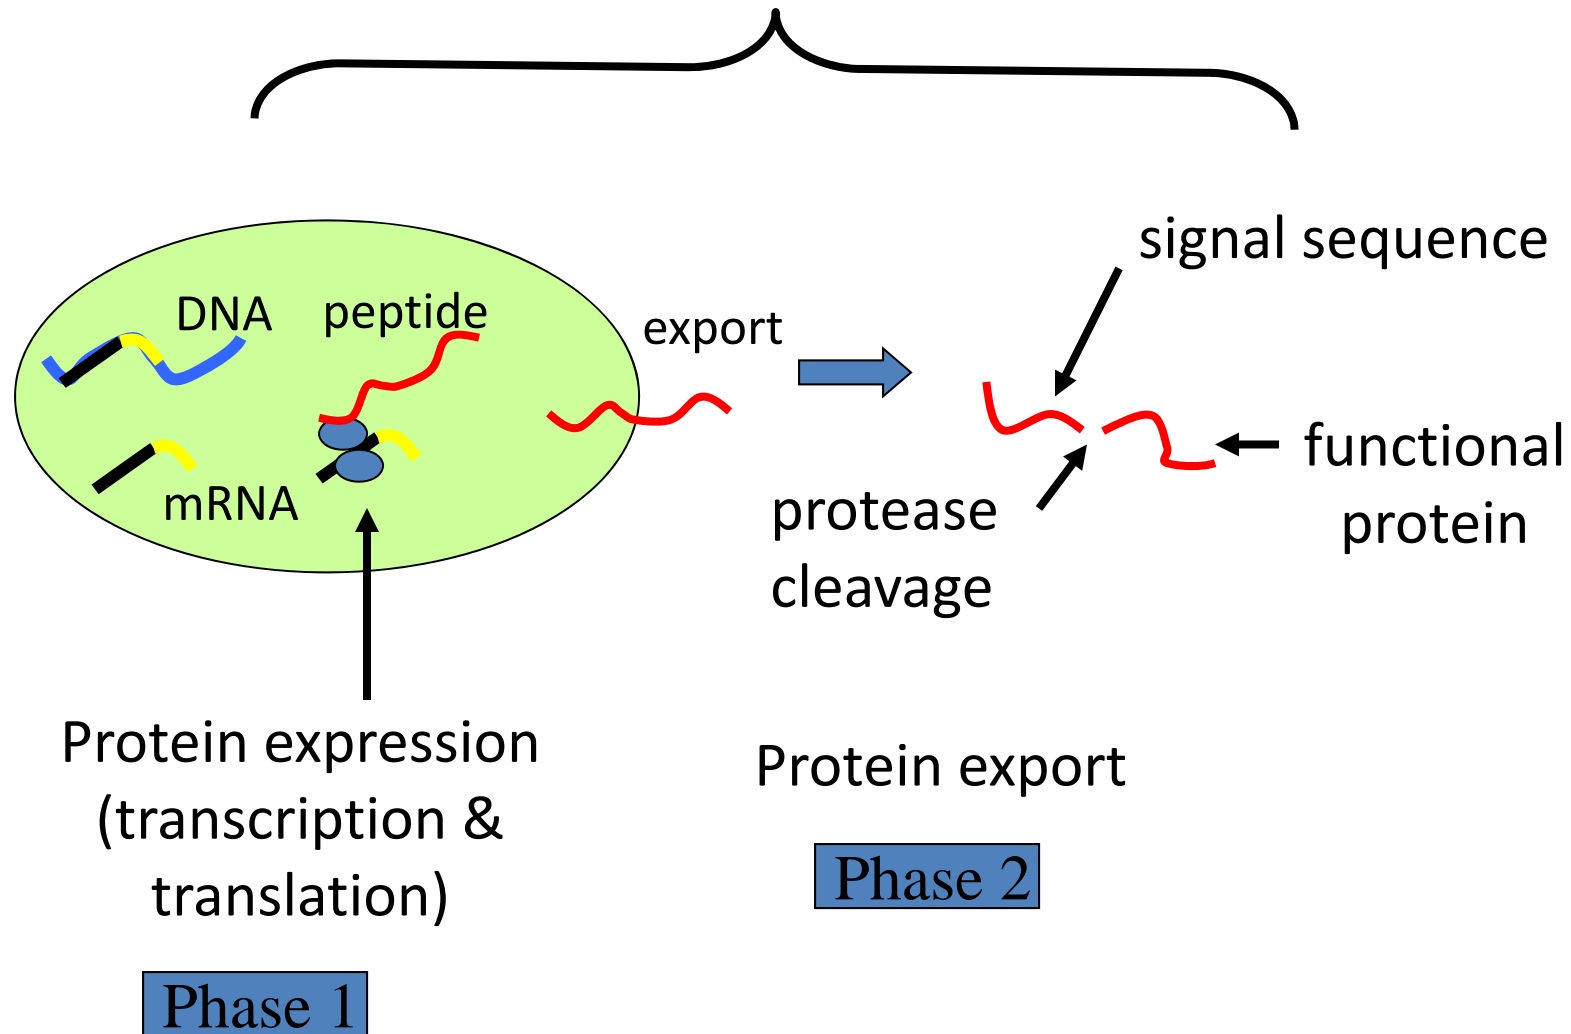 signal sequence
DNA
peptide
export
mRNA
protease
cleavage
functional
protein
Protein expression
(transcription &
translation)
Protein export
Phase 2
Phase 1